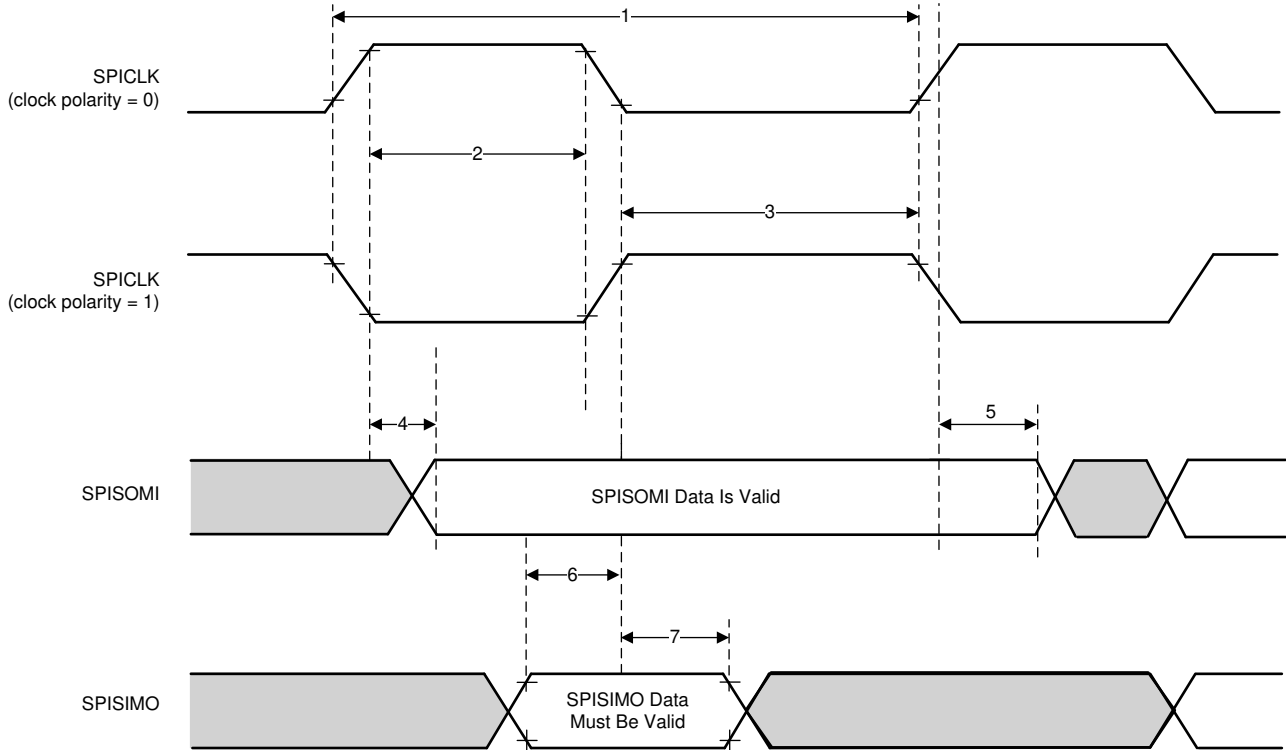 1
SPICLK
(clock polarity = 0)
2
3
SPICLK
(clock polarity = 1)
4
5
SPISOMI
SPISOMI Data Is Valid
6
7
SPISIMO
SPISIMO Data
Must Be Valid